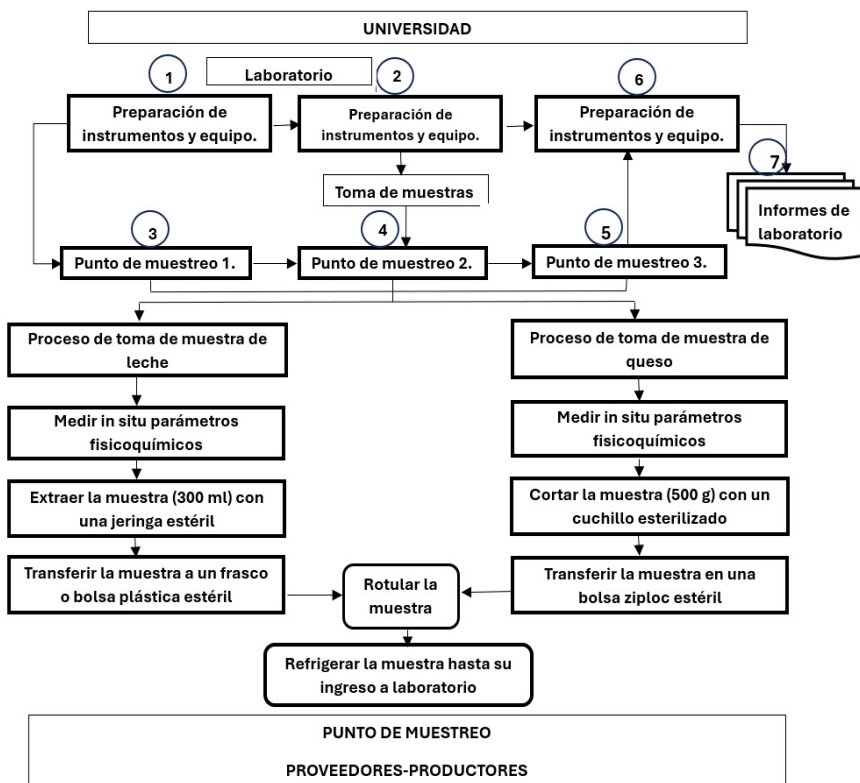 UNIVERSIDAD
1
Laboratorio
2
6
Preparación de
instrumentos y equipo.
Preparación de
instrumentos y equipo.
Preparación de
instrumentos y equipo.
7
Informes de
laboratorio
Toma de muestras
3
4
5
Punto de muestreo 1.
Punto de muestreo 2.
Punto de muestreo 3.
Proceso de toma de muestra de
leche
Medir in situ parámetros
fisicoquímicos
Extraer la muestra (300 ml) con
una jeringa estéril
Transferir la muestra a un frasco
o bolsa plástica estéril
Proceso de toma de muestra de
queso
Medir in situ parámetros
fisicoquímicos
Cortar la muestra (500 g) con un
cuchillo esterilizado
Transferir la muestra en una
bolsa ziploc estéril
Rotular la
muestra
Refrigerar la muestra hasta su
ingreso a laboratorio
PUNTO DE MUESTREO
PROVEEDORES-PRODUCTORES